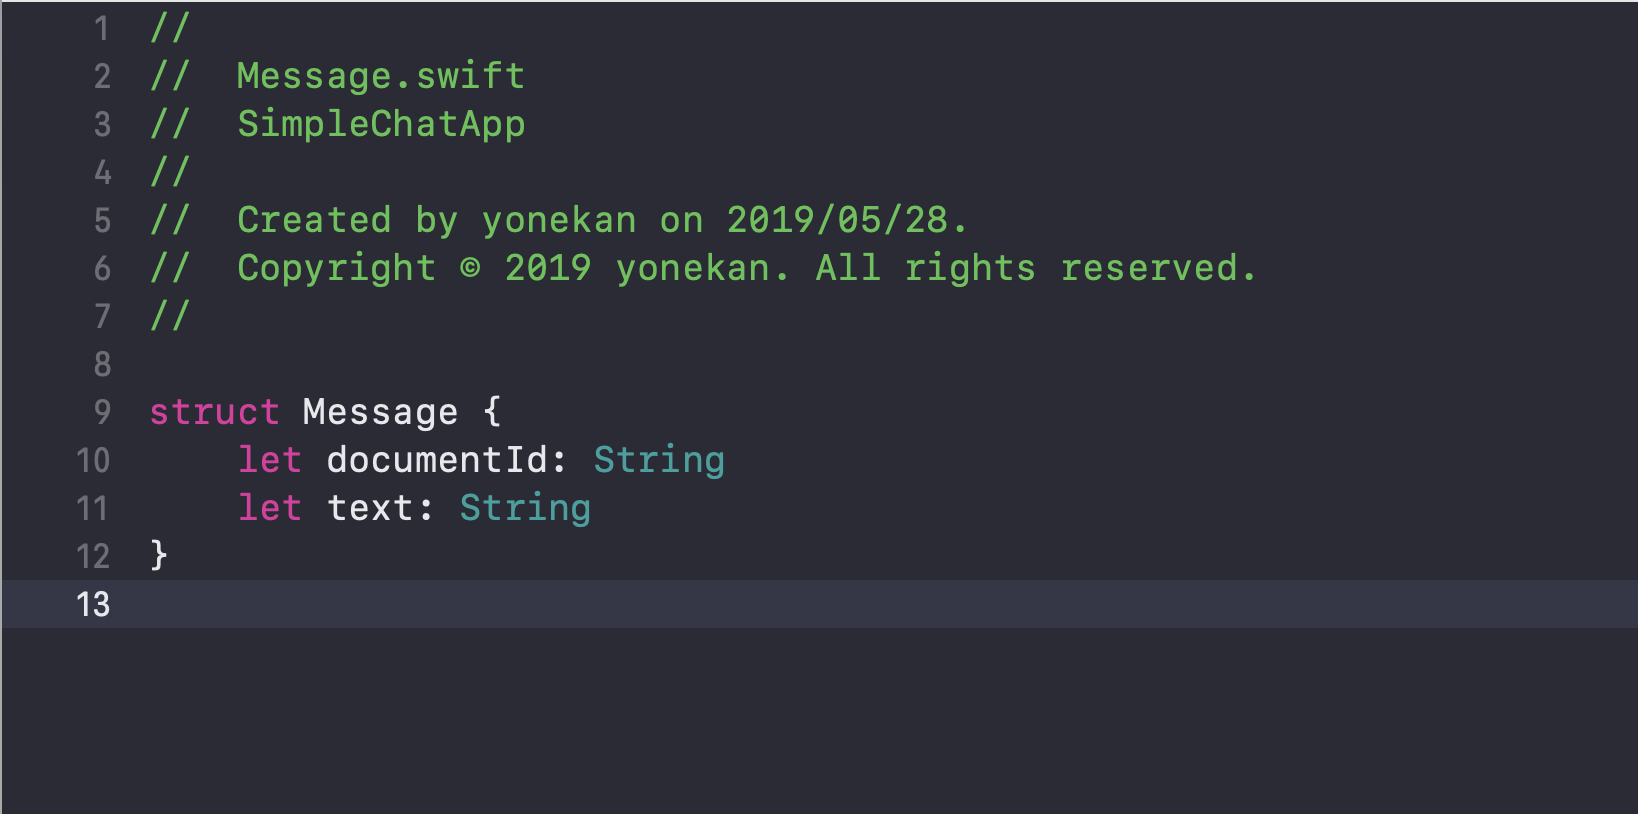 1 //
2 //  Message.swift
3 //  SimpleChatApp
4 //
5 //  Created by yonekan on 2019/05/28.
6 //  Copyright © 2019 yonekan. All rights reserved.
7 //
8
9 struct Message {
10     let documentId: String
11     let text: String
12 }
13